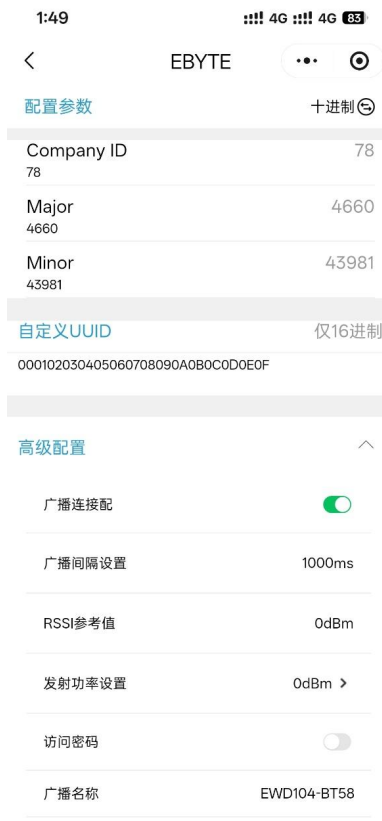 1:49 4G 4G 83
EBYTE
配置参数 十进制
Company ID 78
78
Major 4660
4660
Minor 43981
43981
自定义UUID 仅16进制
000102030405060708090A0B0C0D0E0F
高级配置
广播连接配
广播间隔设置 1000ms
RSSI参考值 0dBm
发射功率设置 0dBm
访问密码
广播名称 EWD104-BT58